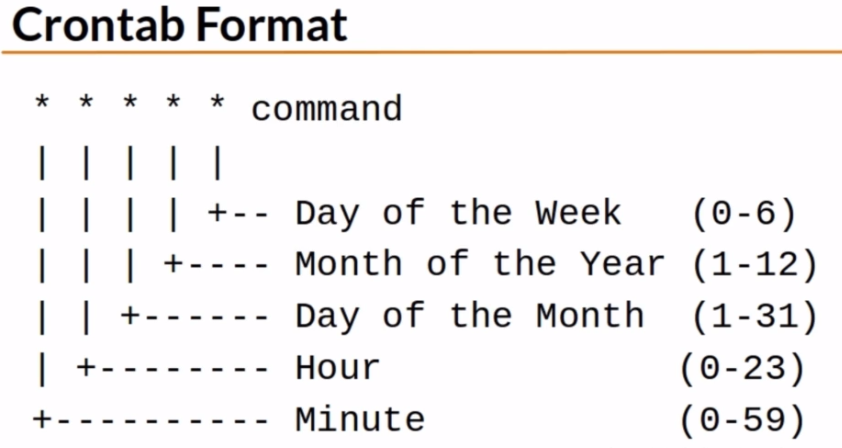 Crontab Format
* * * * * command
| | | | |
| | | | +-- Day of the Week (0-6)
| | | +---- Month of the Year (1-12)
| | +------ Day of the Month (1-31)
| +-------- Hour (0-23)
+---------- Minute (0-59)